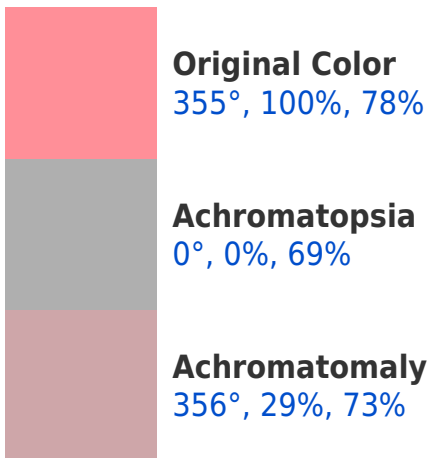 Original Color
355°, 100%, 78%
Achromatopsia
0°, 0%, 69%
Achromatomaly
356°, 29%, 73%